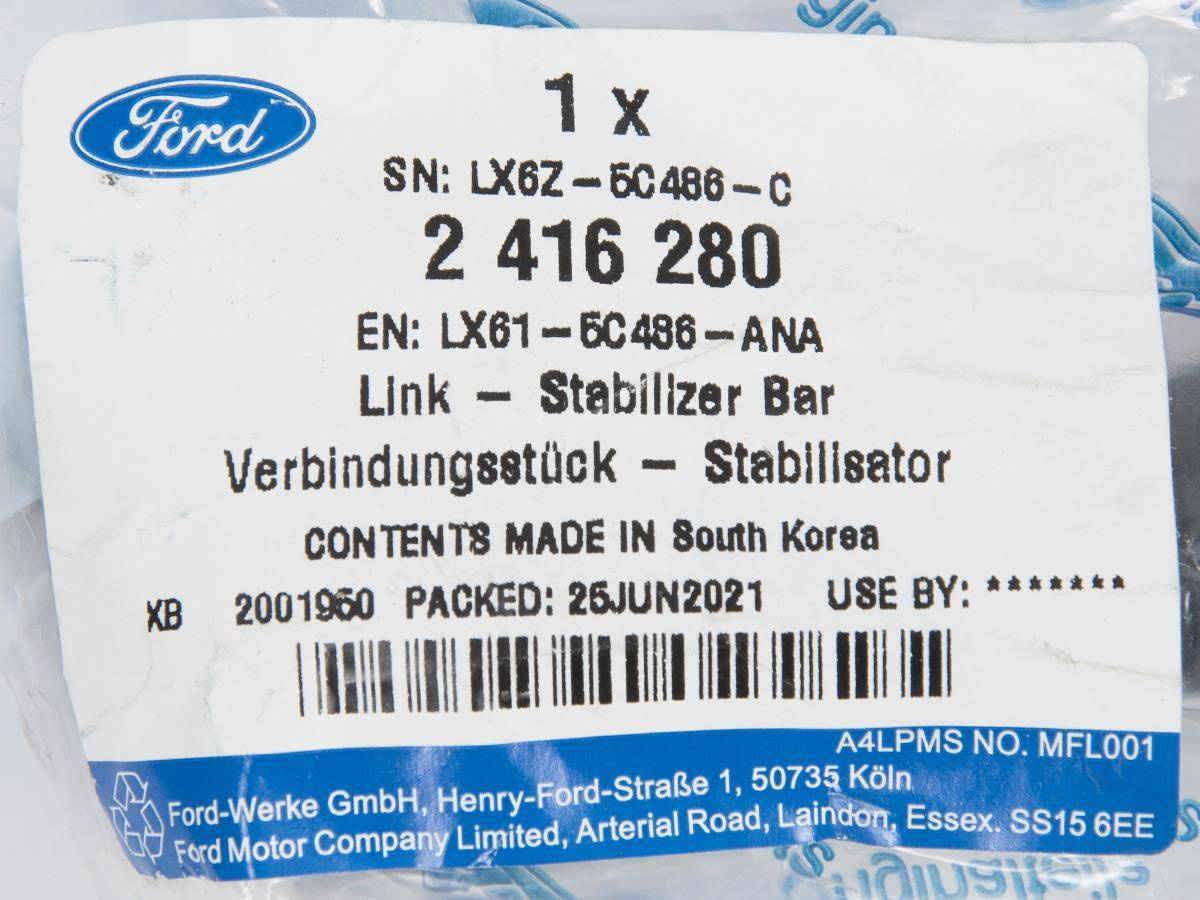 Ford
1 x
SN: LX6Z-5C486-C
2 416 280
EN: LX61-5C486-ANA
Link - Stabilizer Bar
Verbindungsstück - Stabilisator
CONTENTS MADE IN South Korea
XB 2001960 PACKED: 25JUN2021 USE BY: *******
A4LPMS NO. MFL001
Ford-Werke GmbH, Henry-Ford-Straße 1, 50735 Köln
Ford Motor Company Limited, Arterial Road, Laindon, Essex. SS15 6EE